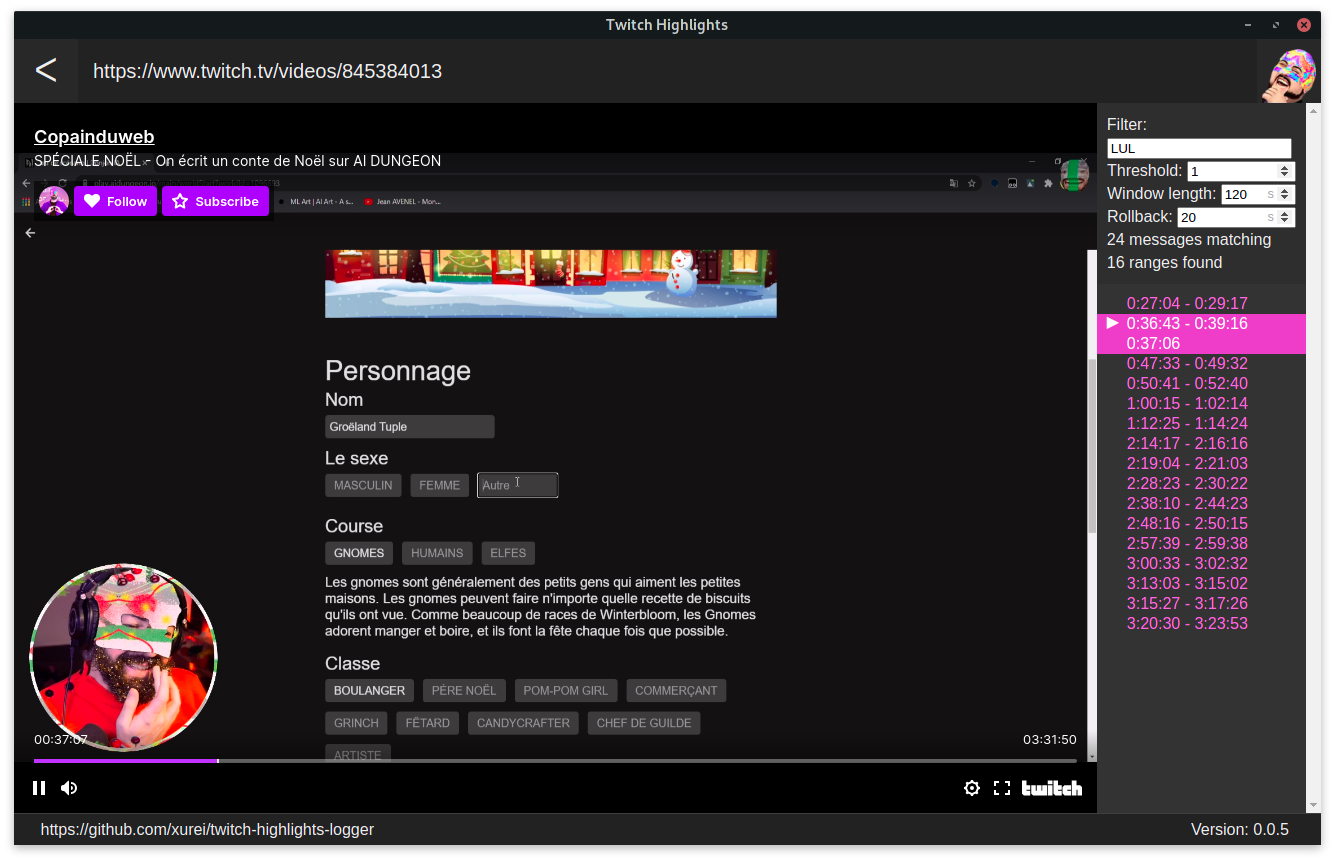 Twitch Highlights
<
https://www.twitch.tv/videos/845384013
Copainduweb
SPÉCIALE NOËL - On écrit un conte de Noël sur AI DUNGEON
Follow
Subscribe
ML Art | AI Art - A s...
Jean AVENEL - Mon...
Personnage
Nom
Groëland Tuple
Le sexe
MASCULIN FEMME Autre
Course
GNOMES HUMAINS ELFES
Les gnomes sont généralement des petits gens qui aiment les petites
maisons. Les gnomes peuvent faire n'importe quelle recette de biscuits
qu'ils ont vue. Comme beaucoup de races de Winterbloom, les Gnomes
adorent manger et boire, et ils font la fête chaque fois que possible.
Classe
BOULANGER PÈRE NOËL POM-POM GIRL COMMERÇANT
GRINCH FÊTARD CANDYCRAFTER CHEF DE GUILDE
ARTISTE
00:37:07
03:31:50
twitch
Filter:
LUL
Threshold: 1
Window length: 120 s
Rollback: 20 s
24 messages matching
16 ranges found
0:27:04 - 0:29:17
0:36:43 - 0:39:16
0:37:06
0:47:33 - 0:49:32
0:50:41 - 0:52:40
1:00:15 - 1:02:14
1:12:25 - 1:14:24
2:14:17 - 2:16:16
2:19:04 - 2:21:03
2:28:23 - 2:30:22
2:38:10 - 2:44:23
2:48:16 - 2:50:15
2:57:39 - 2:59:38
3:00:33 - 3:02:32
3:13:03 - 3:15:02
3:15:27 - 3:17:26
3:20:30 - 3:23:53
https://github.com/xurei/twitch-highlights-logger
Version: 0.0.5